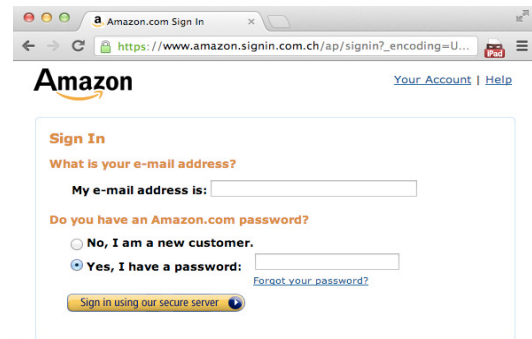 a Amazon.com Sign In ×
https://www.amazon.signin.com.ch/ap/signin?_encoding=U...
iPad
Amazon
Your Account | Help
Sign In
What is your e-mail address?
My e-mail address is:
Do you have an Amazon.com password?
No, I am a new customer.
Yes, I have a password:
Forgot your password?
Sign in using our secure server